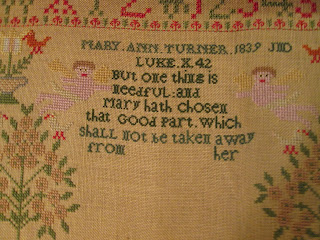 MARY. ANN. TURNER. 1839
LUKE. X. 42
But one thing is
needful: and
Mary hath chosen
that Good Part. Which
shall not be taken away
from her